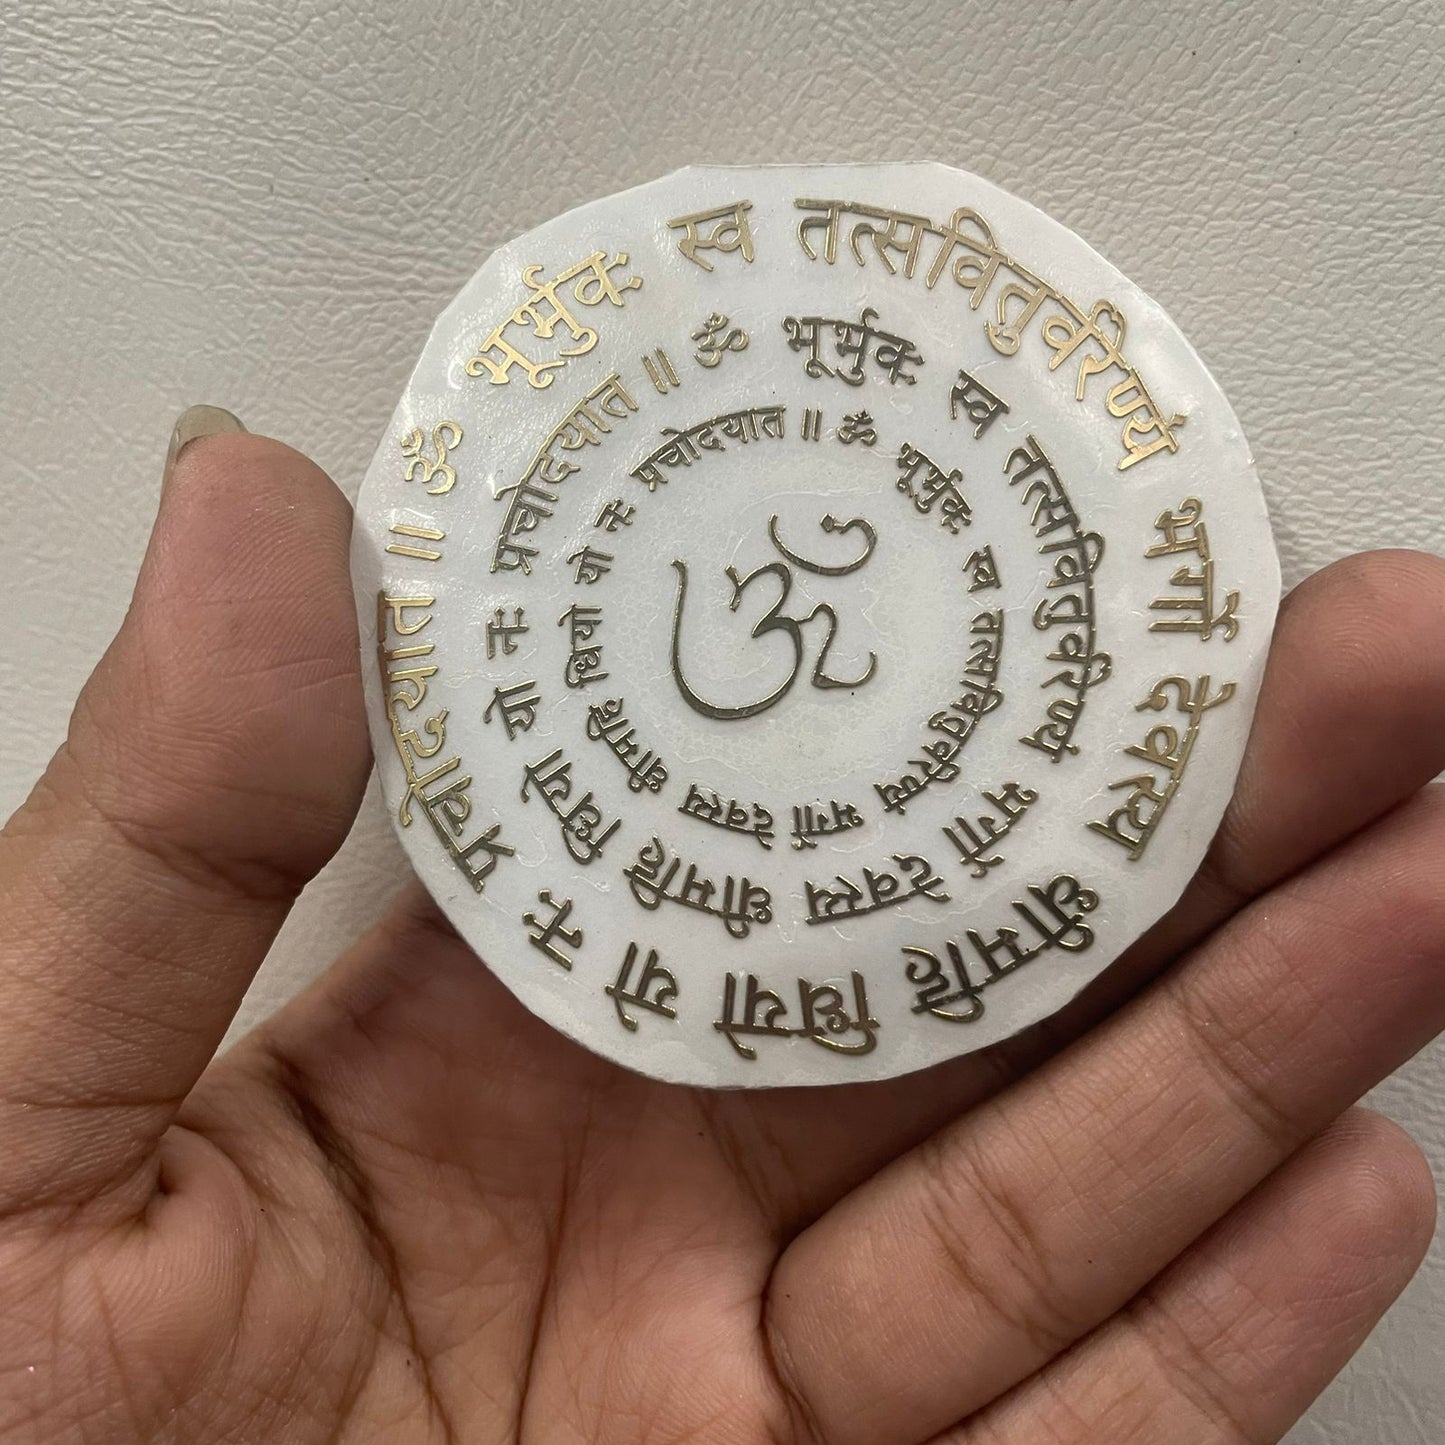 ॐ भूर्भुवः स्व तत्सवितुर्वरेण्यं भर्गो देवस्य धीमहि धियो यो नः प्रचोदयात ॥
ॐ भूर्भुवः स्व तत्सवितुर्वरेण्यं भर्गो देवस्य धीमहि धियो यो नः प्रचोदयात ॥
ॐ भूर्भुवः स्व तत्सवितुर्वरेण्यं भर्गो देवस्य धीमहि धियो यो नः प्रचोदयात ॥
ॐ